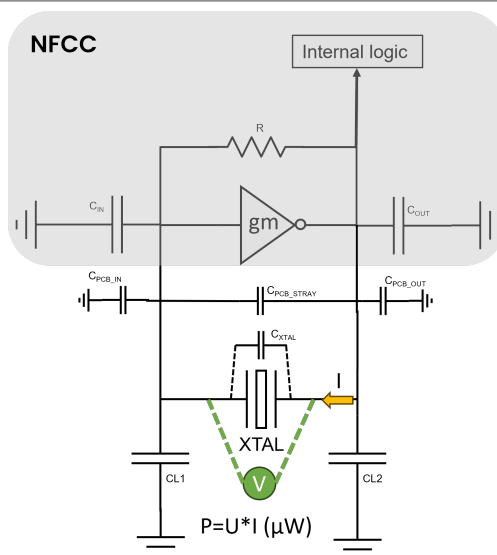 NFCC
Internal logic
R
CIN
gm
COUT
CPCB_IN
CPCB_STRAY
CPCB_OUT
CXTAL
I
XTAL
CL1
V
CL2
P=U*I (µW)